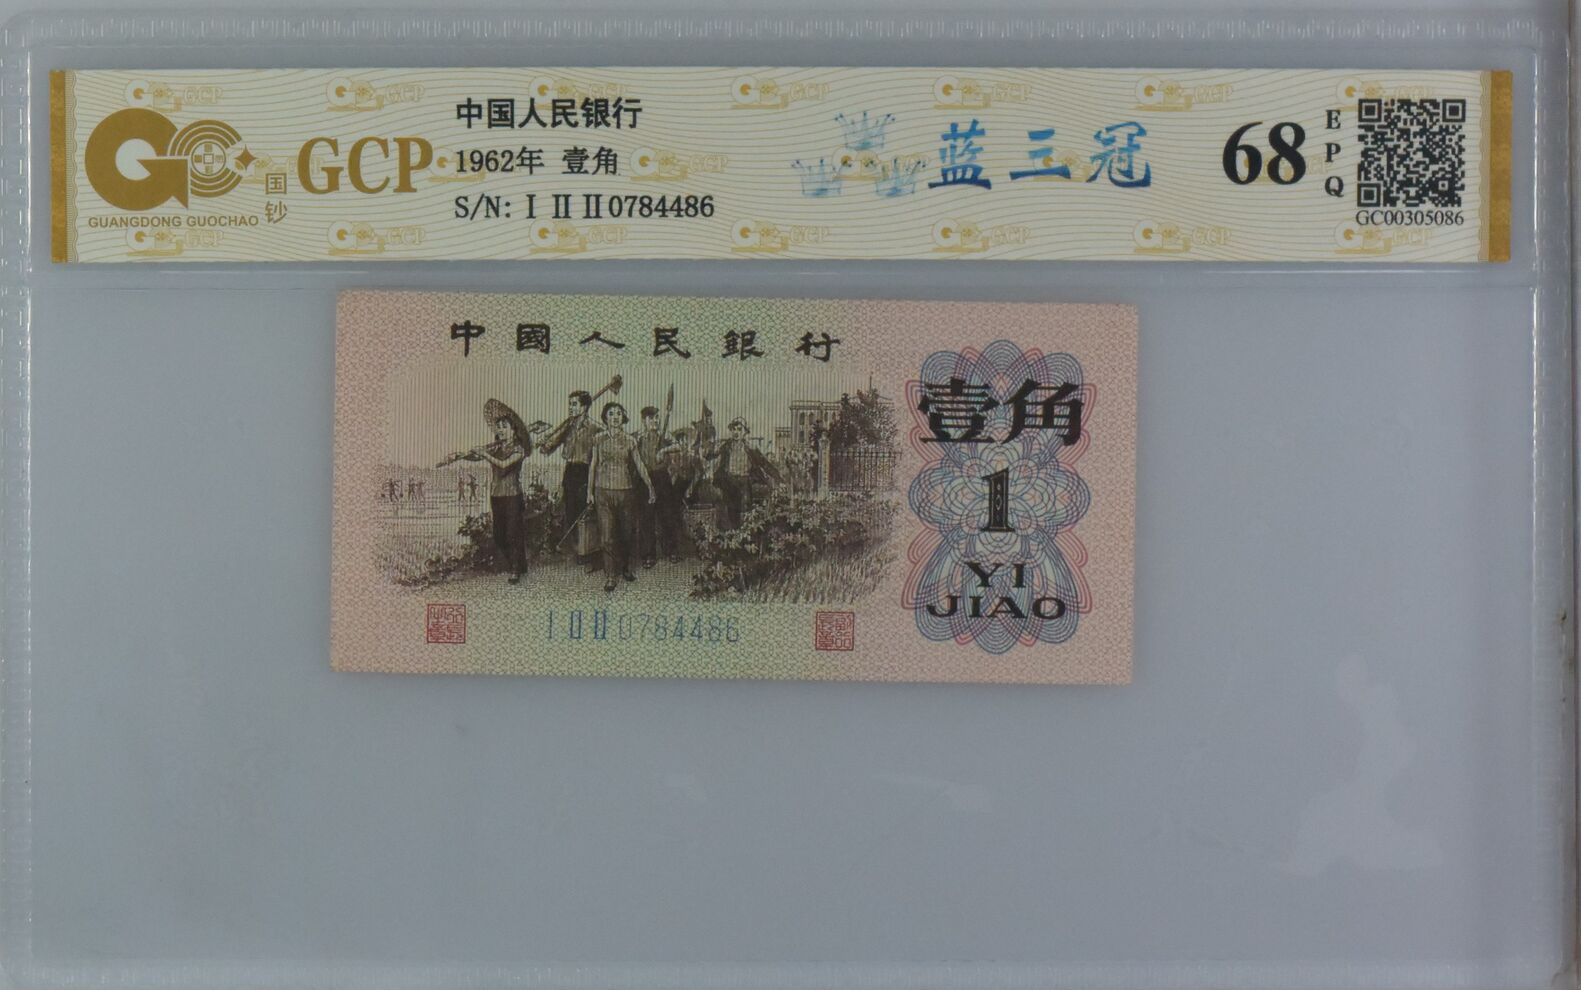 GUANGDONG GUOCHAO
国钞
GCP
中国人民银行
1962年 壹角
S/N: I II II 0784486
蓝三冠
68
EPQ
GC00305086
中國人民銀行
壹角
1
YI
JIAO
I II II 0784486